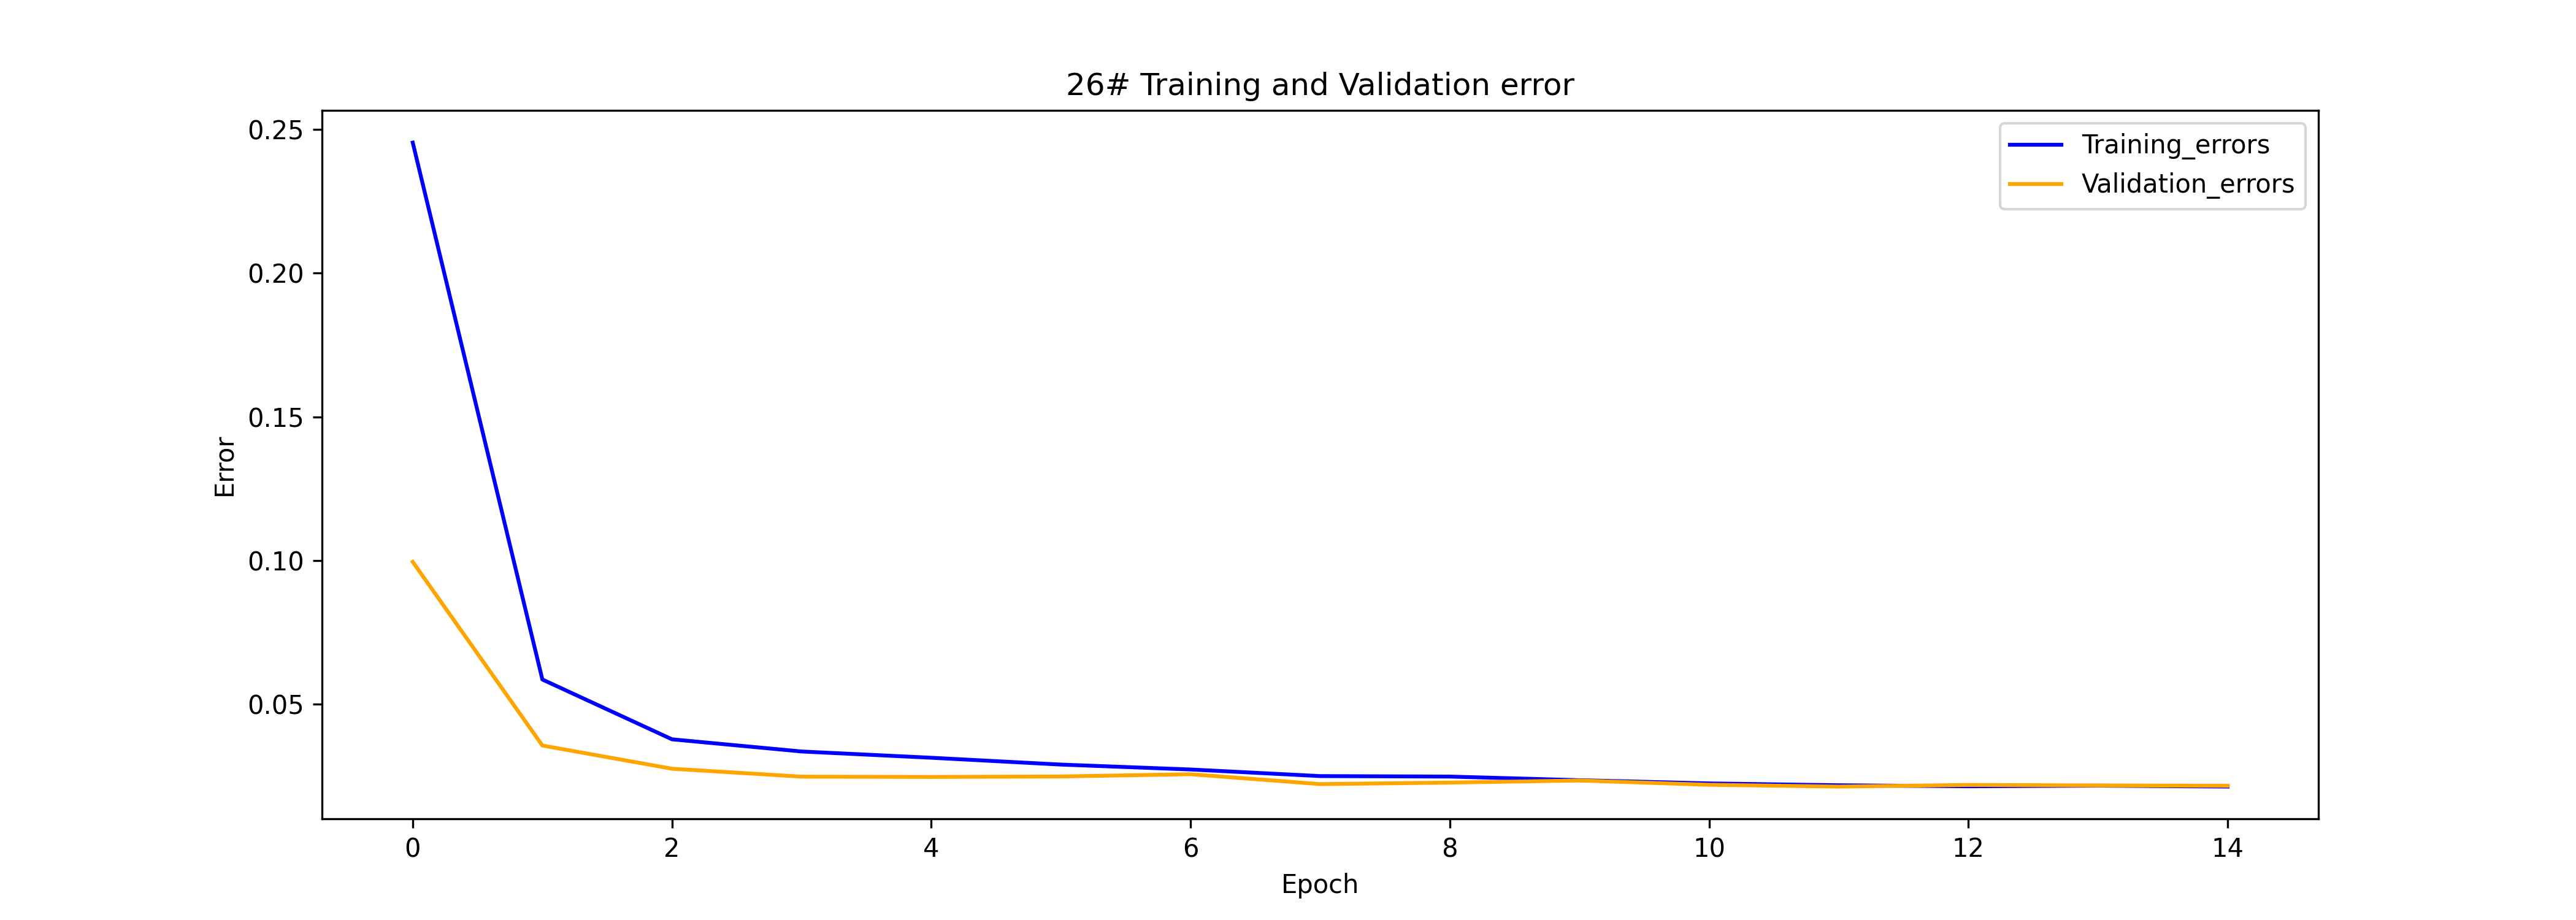 26# Training and Validation error
Training_errors
Validation_errors
0.25
0.20
0.15
0.10
0.05
Error
0 2 4 6 8 10 12 14
Epoch